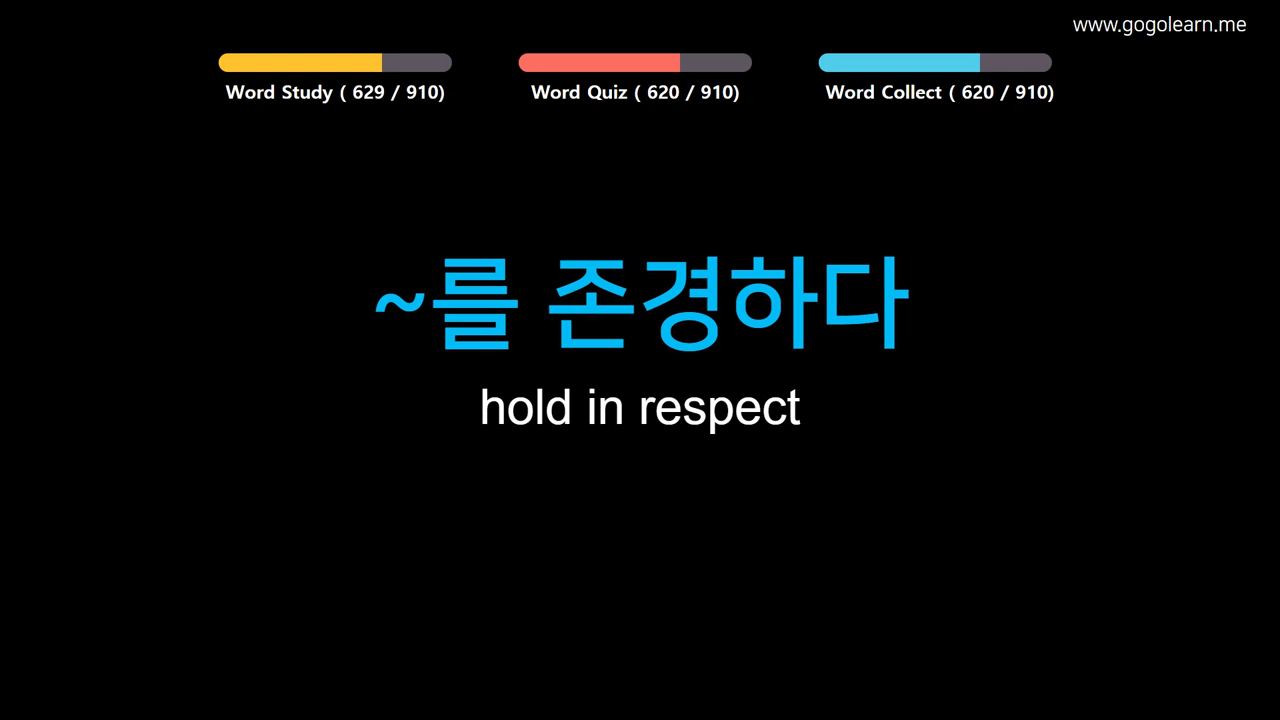 www.gogolearn.me
Word Study ( 629 / 910)
Word Quiz ( 620 / 910)
Word Collect ( 620 / 910)
~를 존경하다
hold in respect